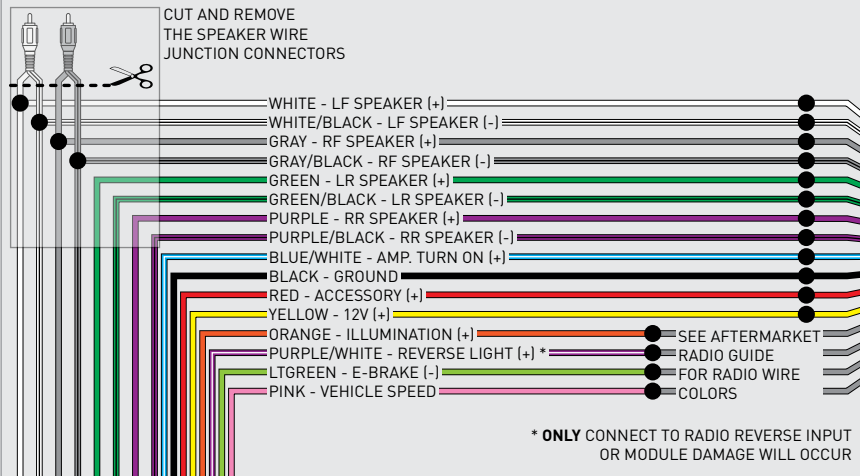 CUT AND REMOVE
THE SPEAKER WIRE
JUNCTION CONNECTORS
WHITE - LF SPEAKER (+)
WHITE/BLACK - LF SPEAKER (-)
GRAY - RF SPEAKER (+)
GRAY/BLACK - RF SPEAKER (-)
GREEN - LR SPEAKER (+)
GREEN/BLACK - LR SPEAKER (-)
PURPLE - RR SPEAKER (+)
PURPLE/BLACK - RR SPEAKER (-)
BLUE/WHITE - AMP. TURN ON (+)
BLACK - GROUND
RED - ACCESSORY (+)
YELLOW - 12V (+)
ORANGE - ILLUMINATION (+)
PURPLE/WHITE - REVERSE LIGHT (+) *
LTGREEN - E-BRAKE (-)
PINK - VEHICLE SPEED
SEE AFTERMARKET
RADIO GUIDE
FOR RADIO WIRE
COLORS
* ONLY CONNECT TO RADIO REVERSE INPUT
OR MODULE DAMAGE WILL OCCUR